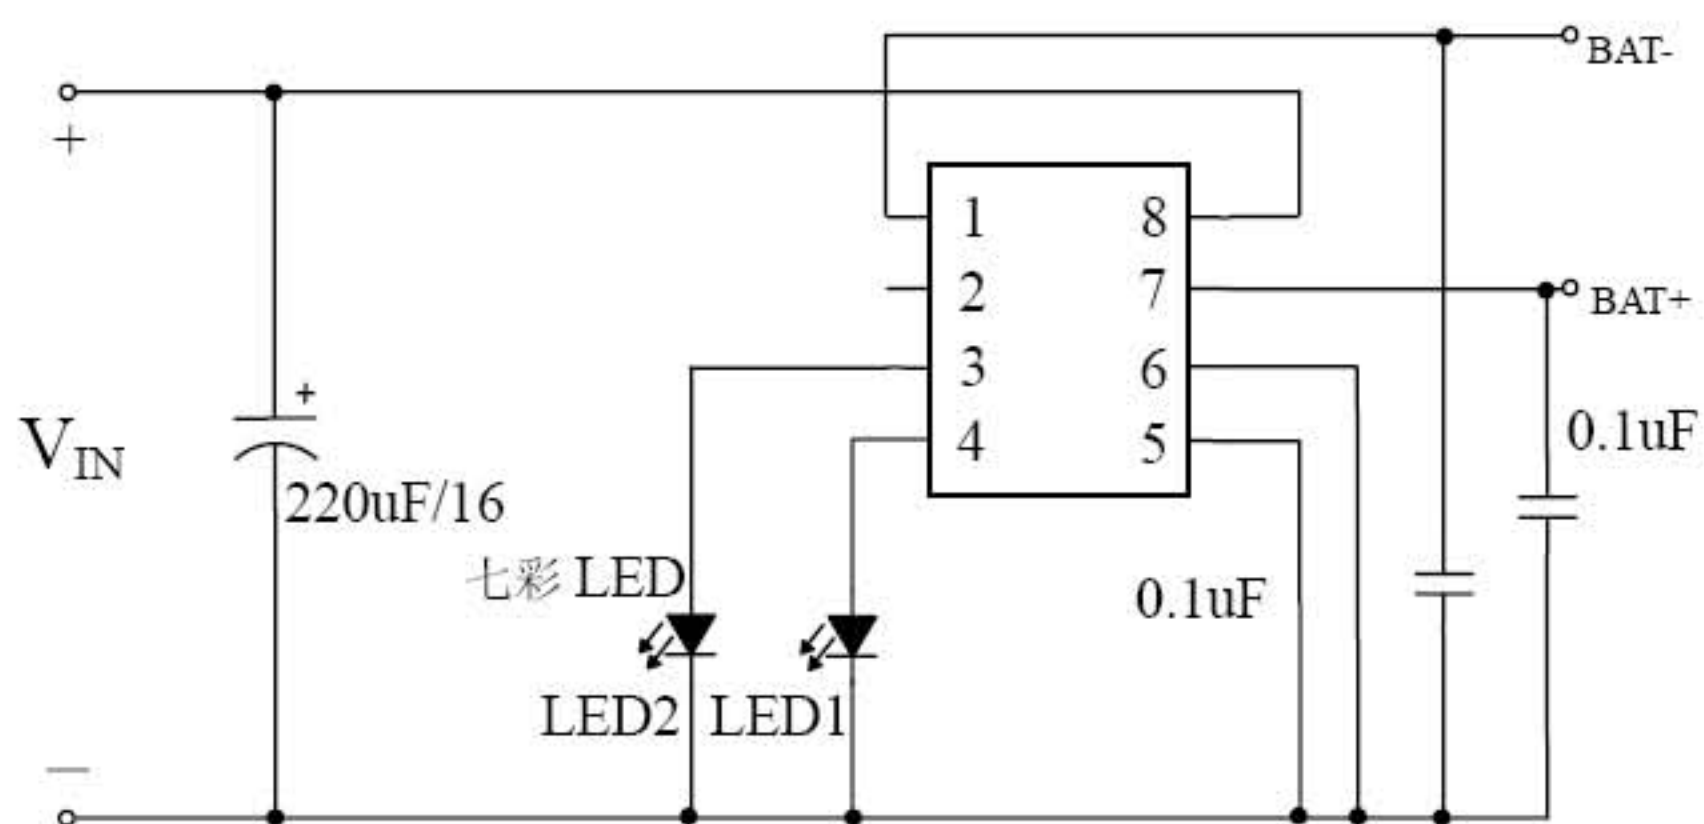 BAT-
+
1 8
2 7
BAT+
3 6
+
0.1uF
4 5
VIN
220uF/16
七彩 LED
0.1uF
LED2 LED1
—